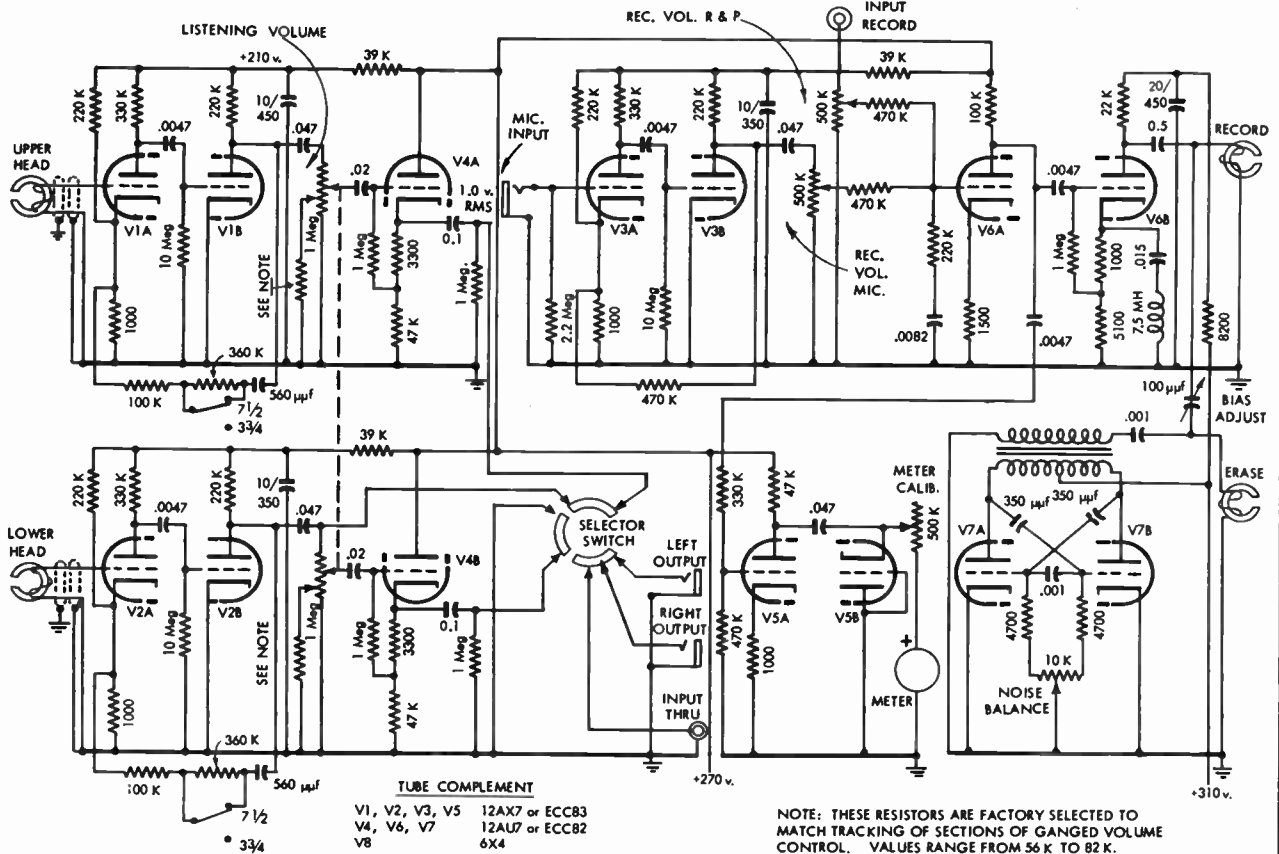 LISTENING VOLUME
REC. VOL. R & P
INPUT
RECORD
+210 v.
39 K
39 K
220 K
330 K
220 K
10/
450
.0047
.047
UPPER
HEAD
V1A
V1B
10 Meg
1000
SEE NOTE
1 Meg
.02
V4A
1.0 v.
RMS
1 Meg
3300
47 K
0.1
1 Meg.
360 K
100 K
560 μμf
7 1/2
3 3/4
MIC.
INPUT
220 K
330 K
220 K
10/
350
.0047
.047
500 K
470 K
V3A
V3B
2.2 Meg
1000
10 Meg
470 K
500 K
470 K
REC.
VOL.
MIC.
100 K
V6A
220 K
.0082
1500
.0047
.0047
22 K
20/
450
0.5
RECORD
V6B
1 Meg
1000
5100
.015
7.5 MH
8200
100 μμf
BIAS
ADJUST
39 K
220 K
330 K
220 K
10/
350
.0047
.047
LOWER
HEAD
V2A
V2B
10 Meg
1000
SEE NOTE
1 Meg
.02
V4B
1 Meg
3300
47 K
0.1
1 Meg
360 K
100 K
560 μμf
7 1/2
3 3/4
SELECTOR
SWITCH
LEFT
OUTPUT
RIGHT
OUTPUT
INPUT
THRU
+270 v.
330 K
47 K
.047
METER
CALIB.
500 K
V5A
V5B
470 K
1000
+
METER
.001
ERASE
350 μμf
350 μμf
V7A
V7B
.001
4700
4700
10 K
NOISE
BALANCE
+310 v.
TUBE COMPLEMENT
V1, V2, V3, V5 12AX7 or ECC83
V4, V6, V7 12AU7 or ECC82
V8 6X4
NOTE: THESE RESISTORS ARE FACTORY SELECTED TO
MATCH TRACKING OF SECTIONS OF GANGED VOLUME
CONTROL. VALUES RANGE FROM 56 K TO 82 K.